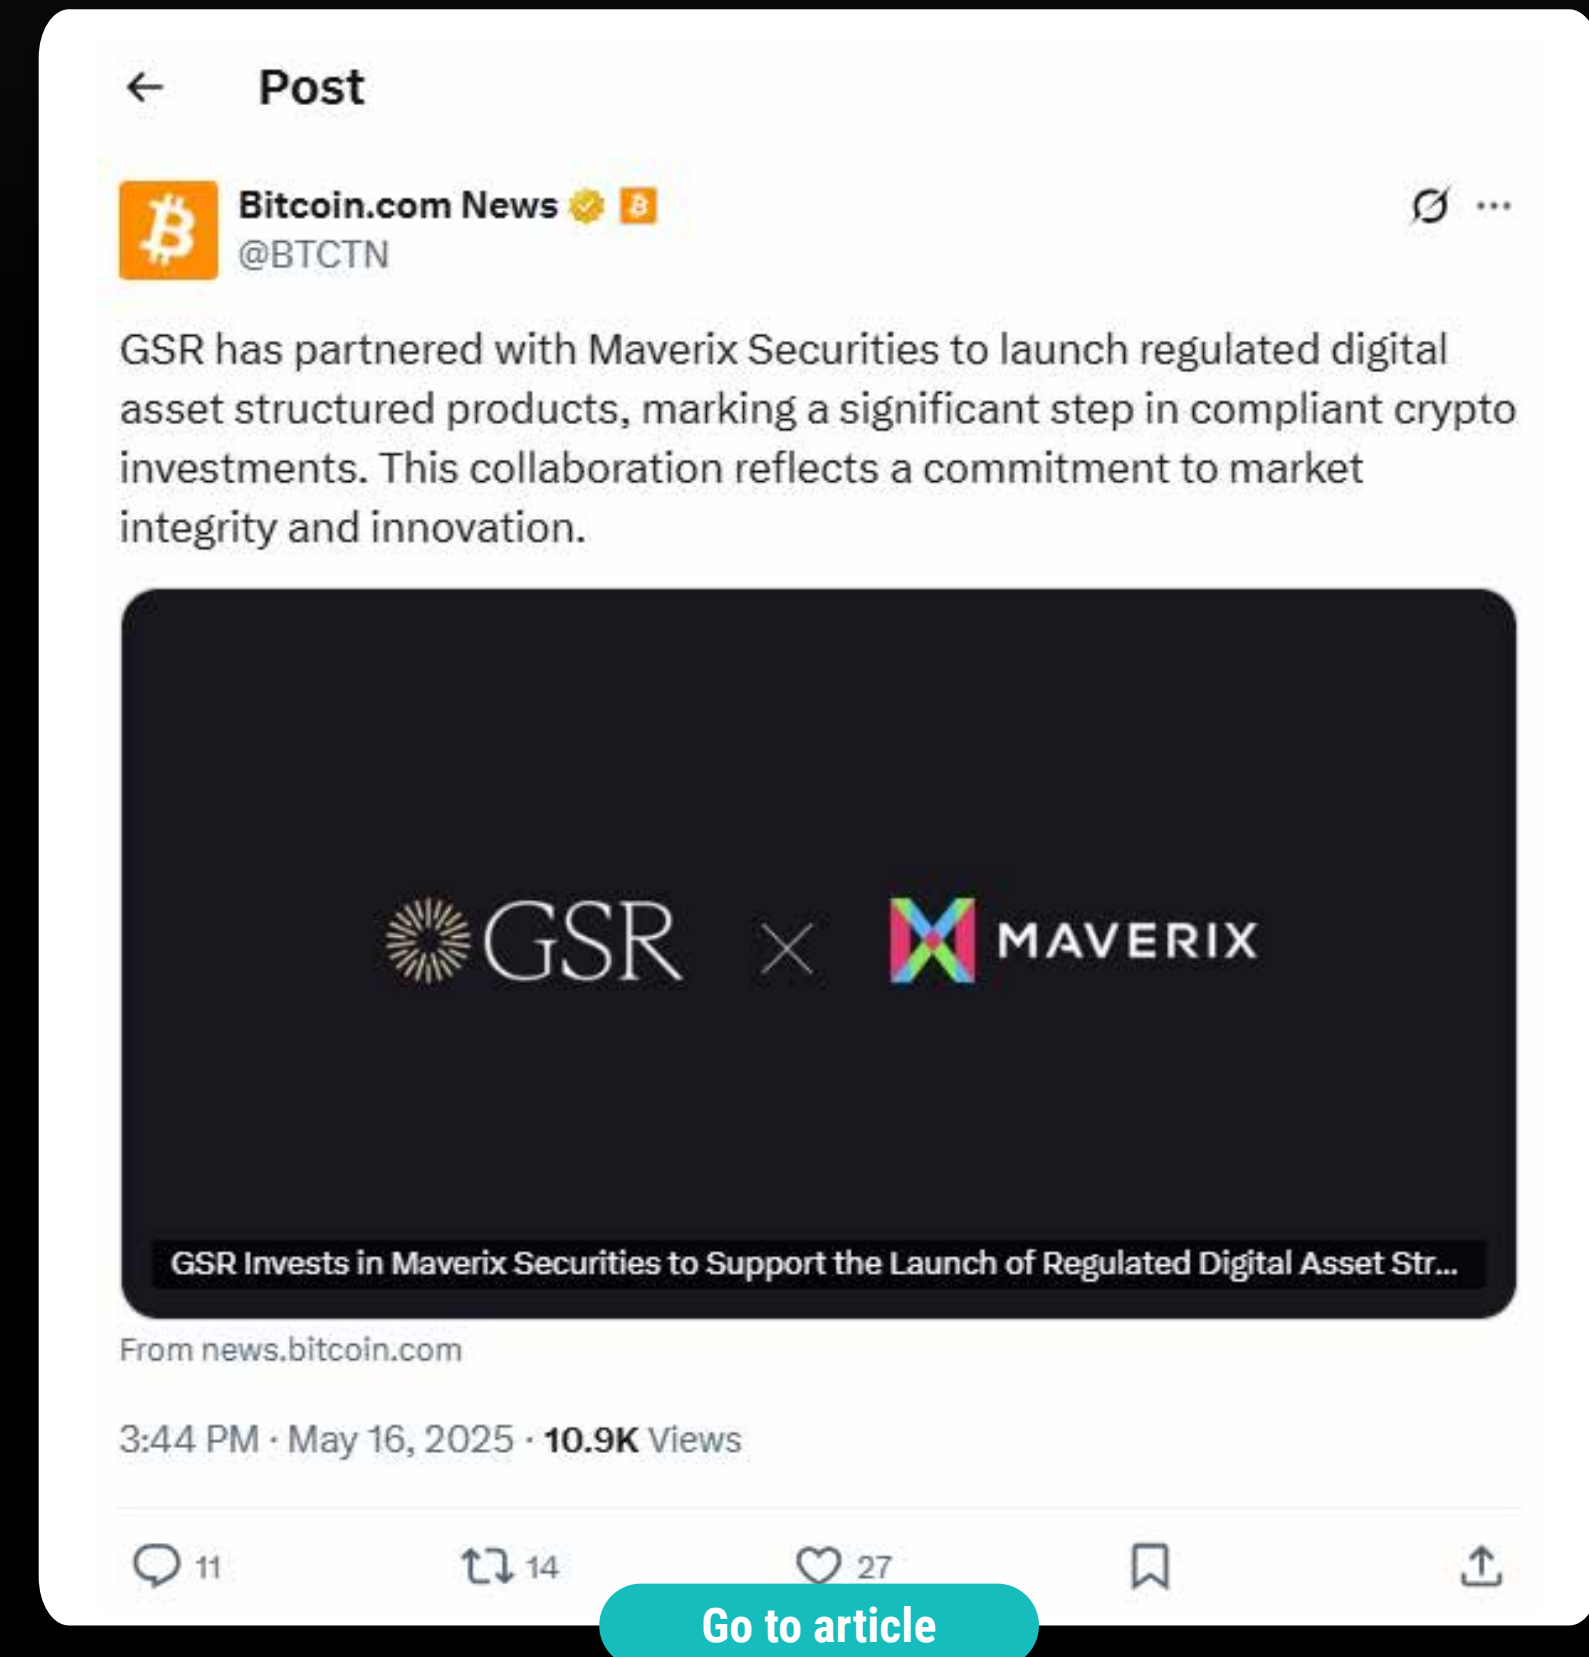 Post
Bitcoin.com News
@BTCTN
GSR has partnered with Maverix Securities to launch regulated digital
asset structured products, marking a significant step in compliant crypto
investments. This collaboration reflects a commitment to market
integrity and innovation.
GSR × MAVERIX
GSR Invests in Maverix Securities to Support the Launch of Regulated Digital Asset Str...
From news.bitcoin.com
3:44 PM · May 16, 2025 · 10.9K Views
11 14 27
Go to article